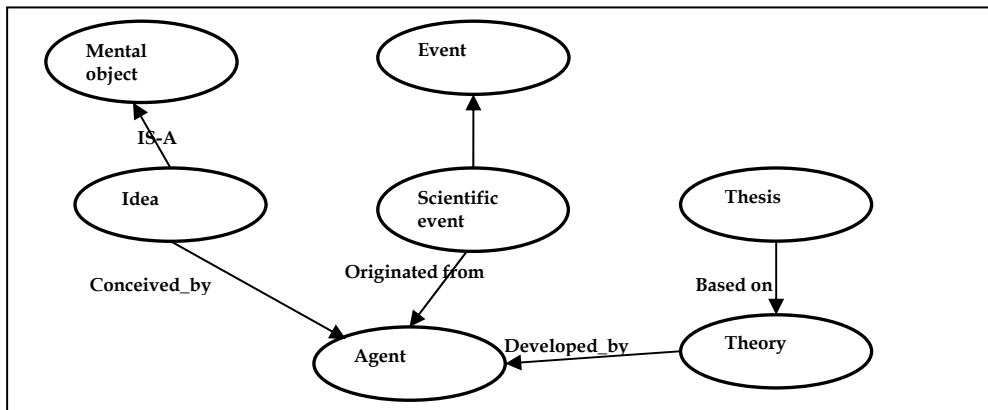 Mental
object
Event
IS-A
Idea
Scientific
event
Thesis
Conceived_by
Originated from
Based on
Agent
Developed_by
Theory